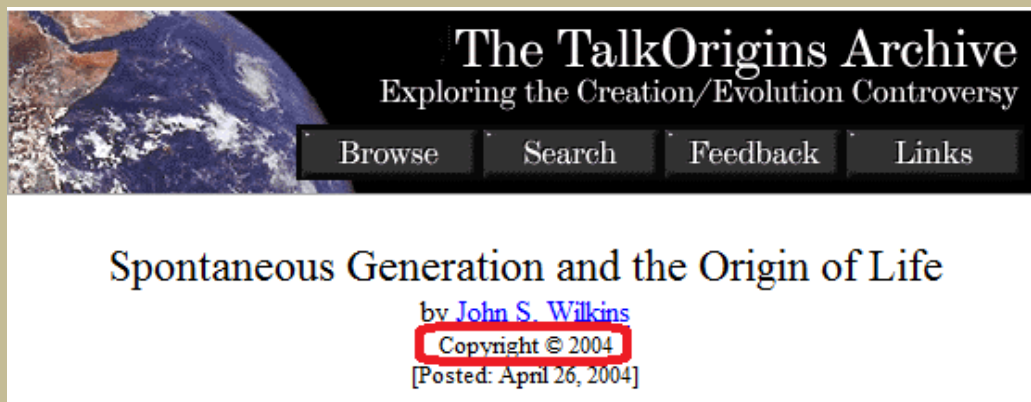 The TalkOrigins Archive
Exploring the Creation/Evolution Controversy
Browse Search Feedback Links
Spontaneous Generation and the Origin of Life
by John S. Wilkins
Copyright © 2004
[Posted: April 26, 2004]